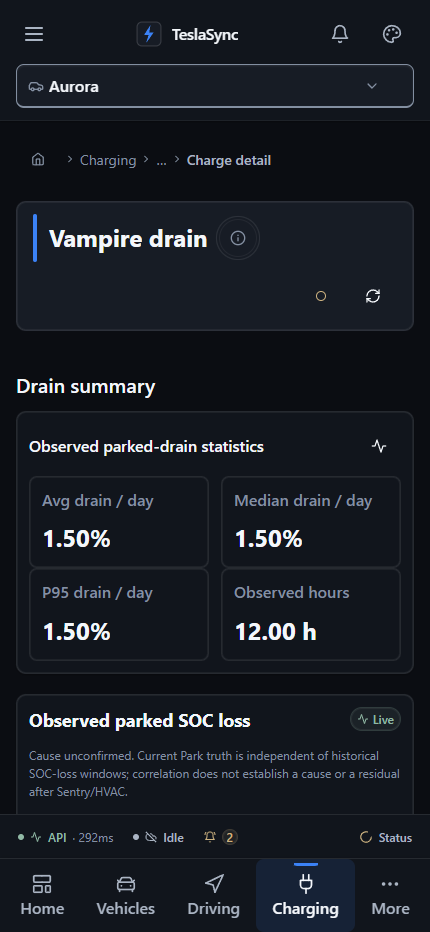 TeslaSync
Aurora
Charging
...
Charge detail
Vampire drain
Drain summary
Observed parked-drain statistics
Avg drain / day
Median drain / day
1.50%
1.50%
P95 drain / day
Observed hours
1.50%
12.00 h
Observed parked SOC loss
Live
Cause unconfirmed. Current Park truth is independent of historical
SOC-loss windows; correlation does not establish a cause or a residual
after Sentry/HVAC.
API · 292ms
Idle
2
Status
Home
Vehicles
Driving
Charging
More